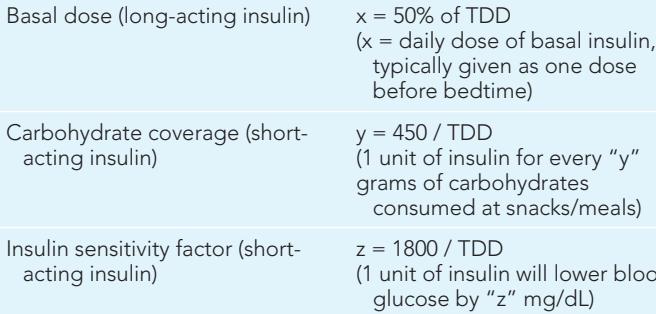 Basal dose (long-acting insulin)
x = 50% of TDD
(x = daily dose of basal insulin,
typically given as one dose
before bedtime)
Carbohydrate coverage (short-
acting insulin)
y = 450 / TDD
(1 unit of insulin for every “y”
grams of carbohydrates
consumed at snacks/meals)
Insulin sensitivity factor (short-
acting insulin)
z = 1800 / TDD
(1 unit of insulin will lower bloo
glucose by “z” mg/dL)